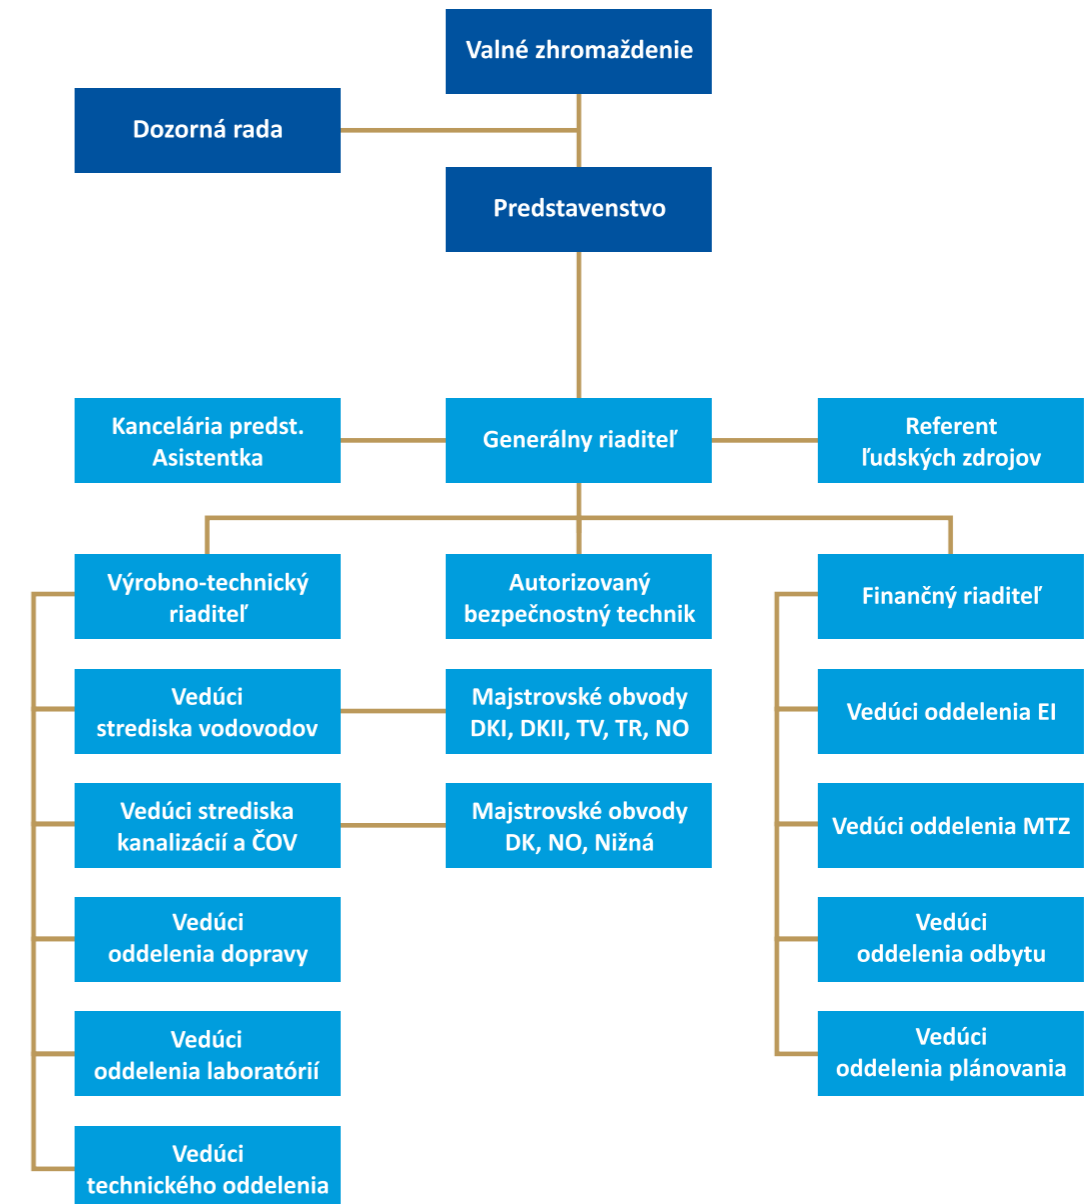 Valné zhromaždenie
Dozorná rada
Predstavenstvo
Kancelária predst.
Asistentka
Generálny riaditeľ
Referent
ľudských zdrojov
Výrobno-technický
riaditeľ
Autorizovaný
bezpečnostný technik
Finančný riaditeľ
Vedúci
strediska vodovodov
Majstrovské obvody
DKI, DKII, TV, TR, NO
Vedúci oddelenia EI
Vedúci strediska
kanalizácií a ČOV
Majstrovské obvody
DK, NO, Nižná
Vedúci oddelenia MTZ
Vedúci
oddelenia dopravy
Vedúci
oddelenia odbytu
Vedúci
oddelenia laboratórií
Vedúci
oddelenia plánovania
Vedúci
technického oddelenia